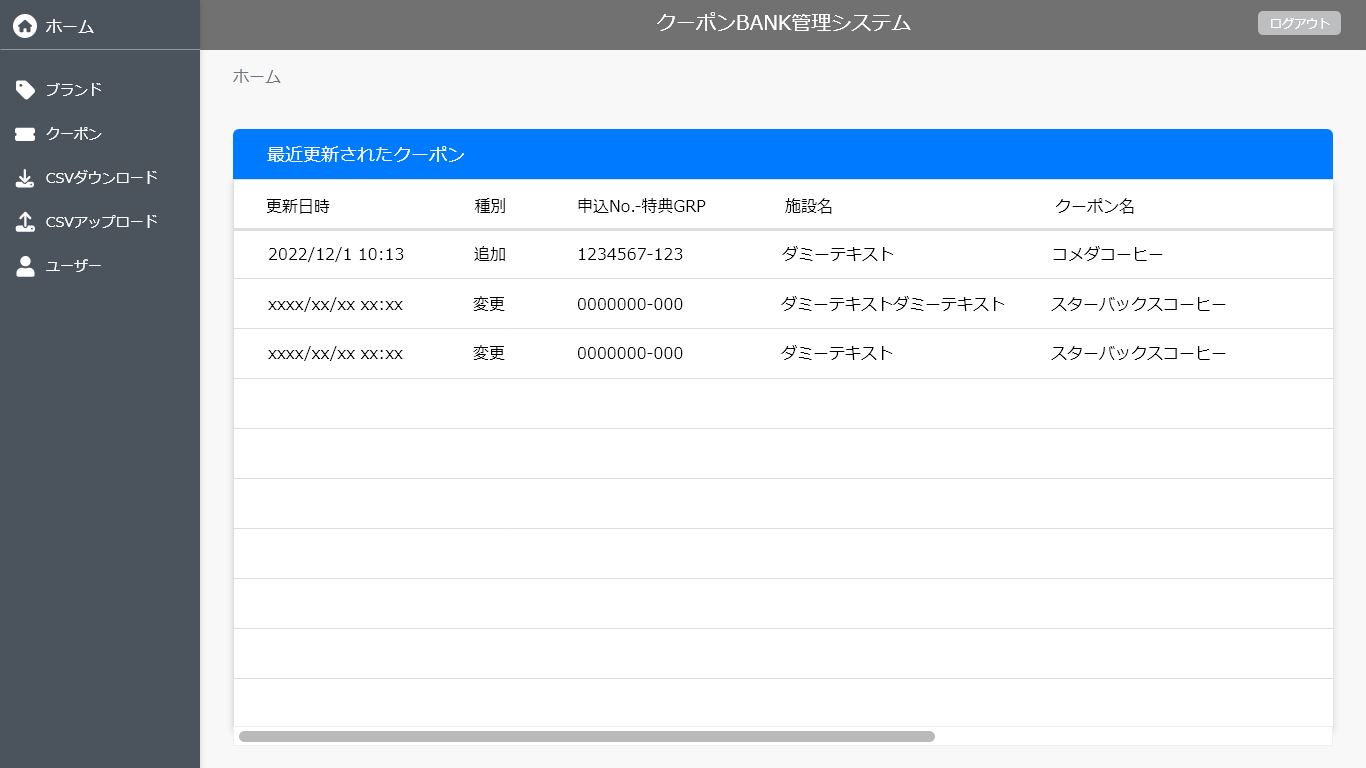 ホーム
クーポンBANK管理システム
ログアウト
ホーム
ブランド
クーポン
CSVダウンロード
CSVアップロード
ユーザー
最近更新されたクーポン
更新日時 種別 申込No.-特典GRP 施設名 クーポン名
2022/12/1 10:13 追加 1234567-123 ダミーテキスト コメダコーヒー
xxxx/xx/xx xx:xx 変更 0000000-000 ダミーテキストダミーテキスト スターバックスコーヒー
xxxx/xx/xx xx:xx 変更 0000000-000 ダミーテキスト スターバックスコーヒー